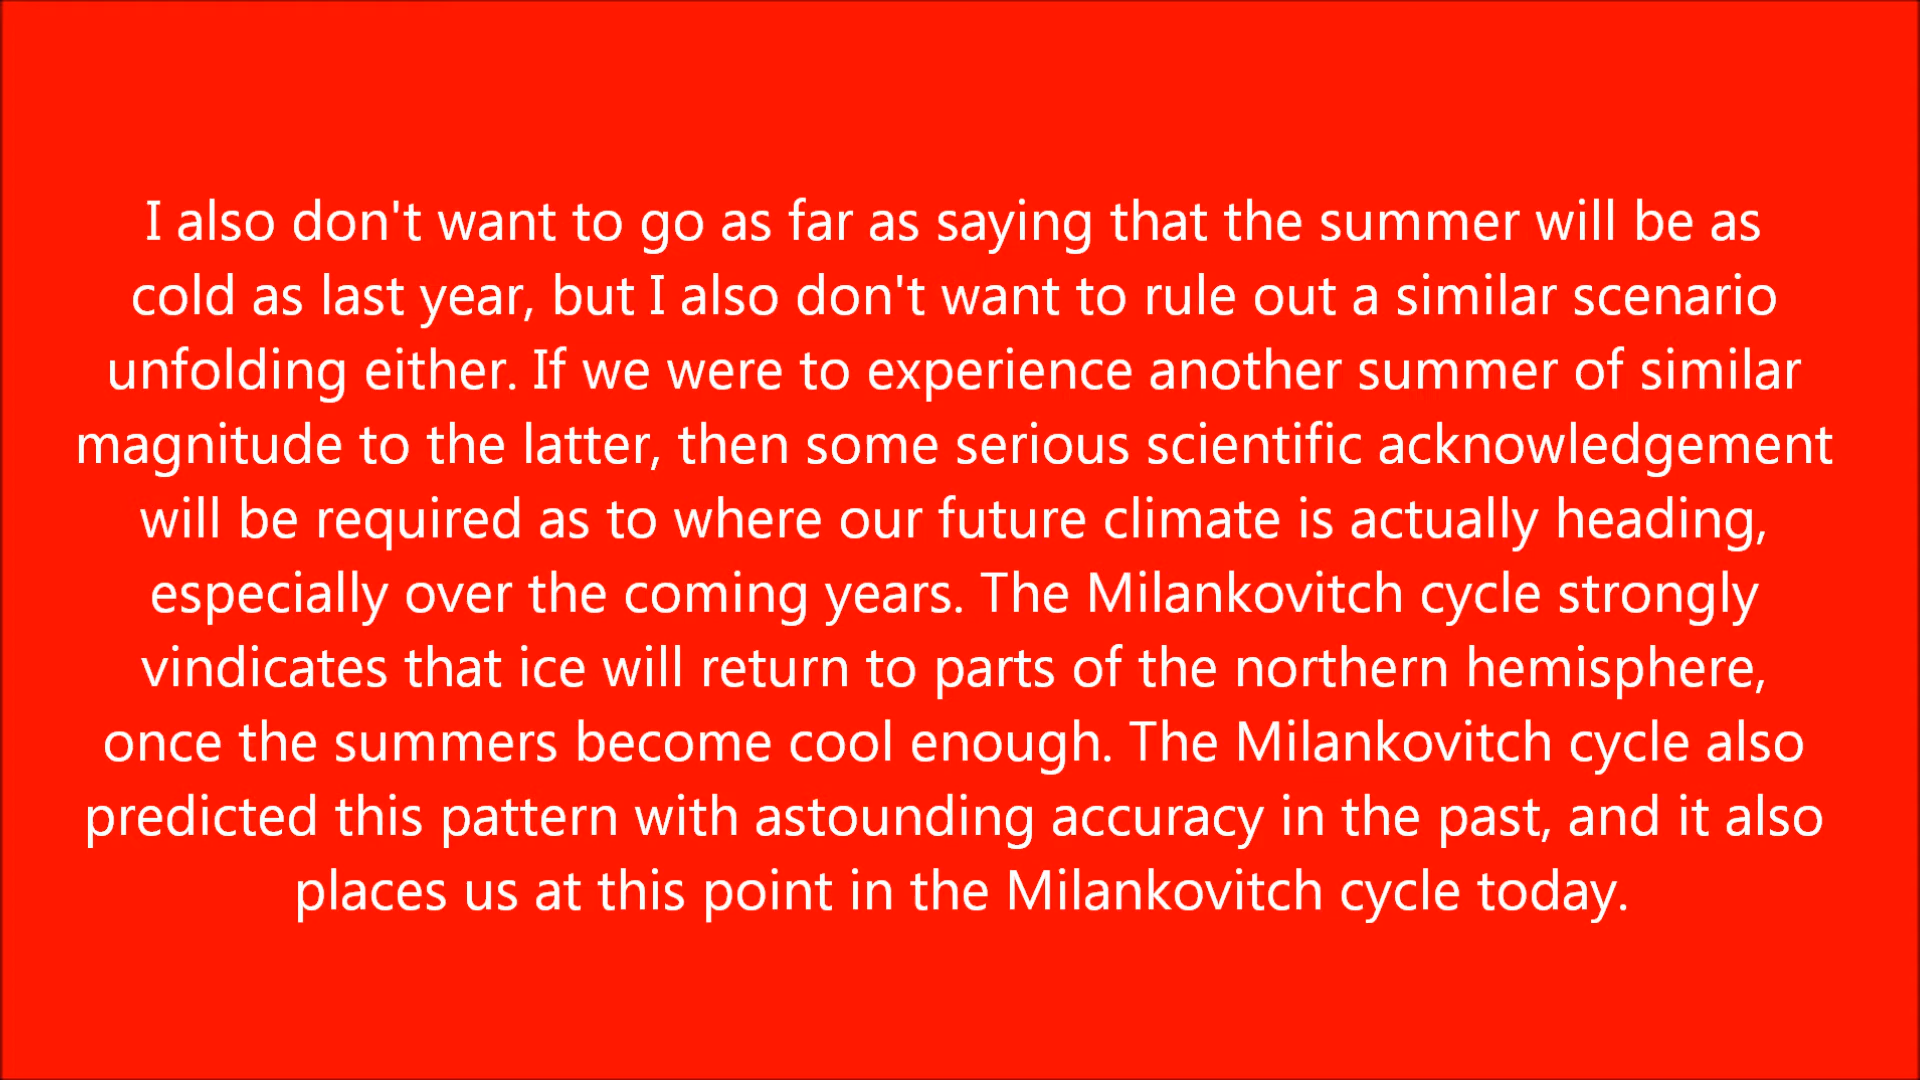 I also don't want to go as far as saying that the summer will be as
cold as last year, but I also don't want to rule out a similar scenario
unfolding either. If we were to experience another summer of similar
magnitude to the latter, then some serious scientific acknowledgement
will be required as to where our future climate is actually heading,
especially over the coming years. The Milankovitch cycle strongly
vindicates that ice will return to parts of the northern hemisphere,
once the summers become cool enough. The Milankovitch cycle also
predicted this pattern with astounding accuracy in the past, and it also
places us at this point in the Milankovitch cycle today.